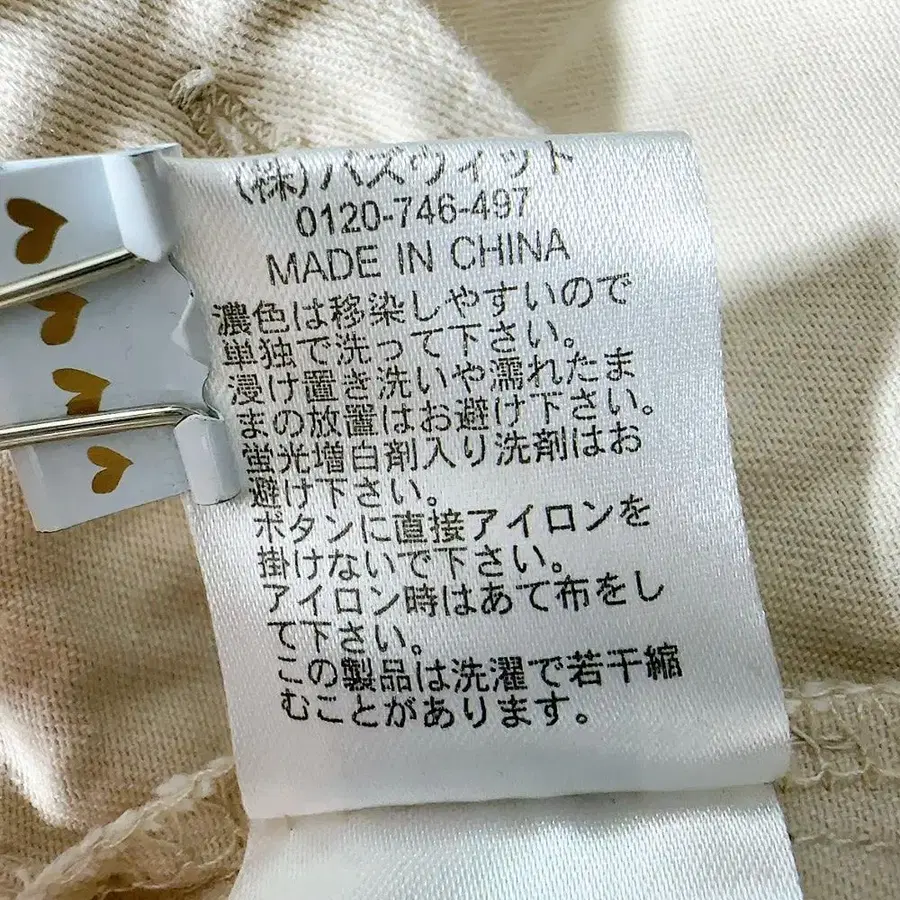 (株)バズウィット
0120-746-497
MADE IN CHINA
濃色は移染しやすいので
単独で洗って下さい。
浸け置き洗いや濡れたま
まの放置はお避け下さい。
蛍光増白剤入り洗剤はお
避け下さい。
ボタンに直接アイロンを
掛けないで下さい。
アイロン時はあて布をし
て下さい。
この製品は洗濯で若干縮
むことがあります。